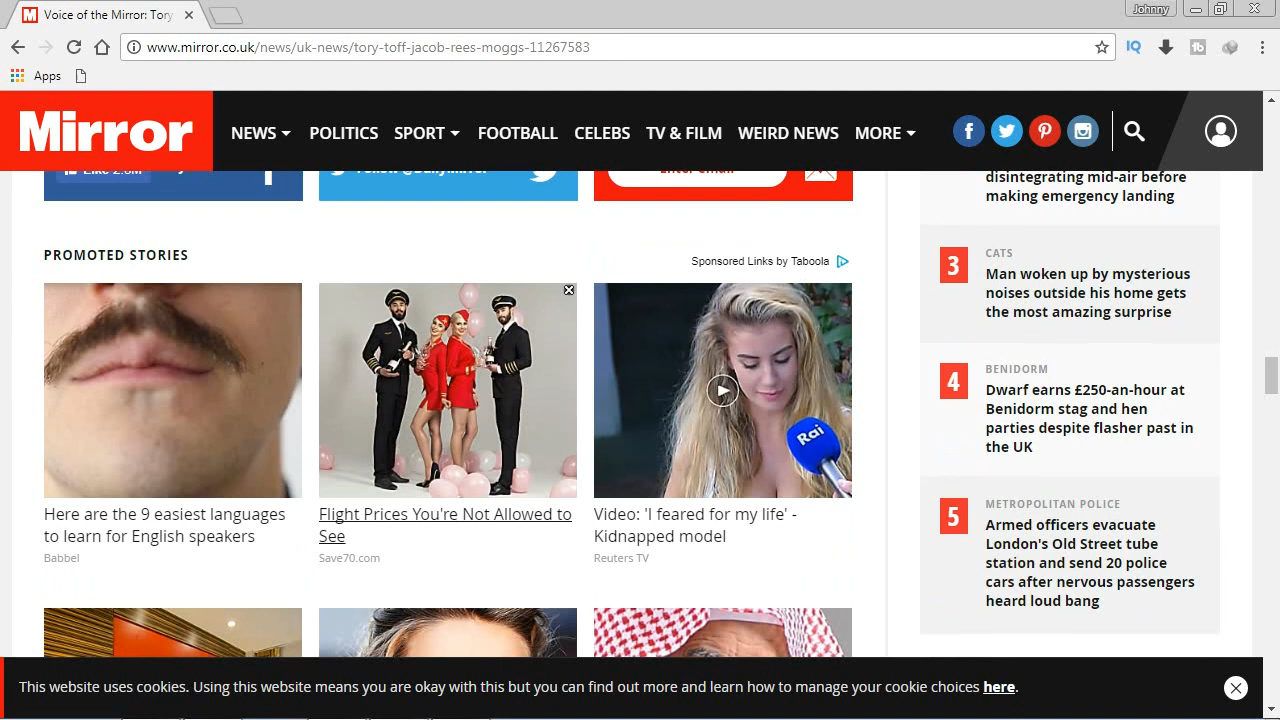 Voice of the Mirror: Tory
Johnny
www.mirror.co.uk/news/uk-news/tory-toff-jacob-rees-moggs-11267583
IQ
Apps
Mirror
NEWS
POLITICS
SPORT
FOOTBALL
CELEBS
TV & FILM
WEIRD NEWS
MORE
disintegrating mid-air before
making emergency landing
PROMOTED STORIES
Sponsored Links by Taboola
3
CATS
Man woken up by mysterious
noises outside his home gets
the most amazing surprise
4
BENIDORM
Dwarf earns £250-an-hour at
Benidorm stag and hen
parties despite flasher past in
the UK
Rai
Here are the 9 easiest languages
to learn for English speakers
Babbel
Flight Prices You're Not Allowed to
See
Save70.com
Video: 'I feared for my life' -
Kidnapped model
Reuters TV
5
METROPOLITAN POLICE
Armed officers evacuate
London's Old Street tube
station and send 20 police
cars after nervous passengers
heard loud bang
This website uses cookies. Using this website means you are okay with this but you can find out more and learn how to manage your cookie choices here.